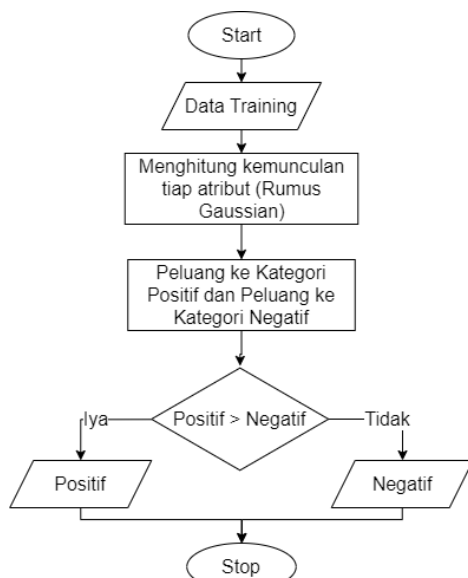 Start
Data Training
Menghitung kemunculan
tiap atribut (Rumus
Gaussian)
Peluang ke Kategori
Positif dan Peluang ke
Kategori Negatif
Iya
Positif > Negatif
Tidak
Positif
Negatif
Stop